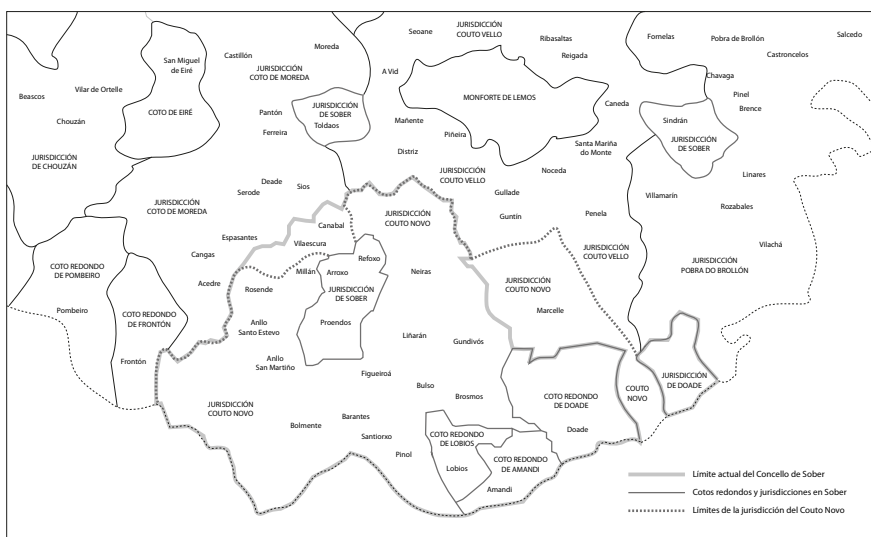 Seoane
JURISDICCIÓN
COUTO VELLO
Ribasaltas
Reigada
Fornelas
Pobra de Brollón
Salcedo
Castroncelos
Moreda
Castillón
San Miguel
de Eiré
JURISDICCIÓN
COTO DE MOREDA
A Vid
Chavaga
Pinel
Brence
Beascos
Vilar de Ortelle
COTO DE EIRÉ
Pantón
JURISDICCIÓN
DE SOBER
Toldaos
MONFORTE DE LEMOS
Caneda
Chouzán
Ferreira
Mañente
Piñeira
Sindrán
JURISDICCIÓN
DE SOBER
Santa Mariña
do Monte
Distriz
JURISDICCIÓN
DE CHOUZÁN
Deade
Serode
Sios
JURISDICCIÓN
COUTO VELLO
Noceda
Linares
Gullade
Villamarín
Rozabales
JURISDICCIÓN
COTO DE MOREDA
Canabal
JURISDICCIÓN
COUTO NOVO
Guntín
Penela
Espasantes
Vilaescura
JURISDICCIÓN
COUTO VELLO
Vilachá
Cangas
Refoxo
JURISDICCIÓN
POBRA DO BROLLÓN
COTO REDONDO
DE POMBEIRO
Millán
Arroxo
Neiras
Acedre
Rosende
JURISDICCIÓN
DE SOBER
JURISDICCIÓN
COUTO NOVO
Marcelle
Pombeiro
COTO REDONDO
DE FRONTÓN
Anllo
Santo Estevo
Proendos
Liñarán
Gundivós
Frontón
Anllo
San Martiño
Figueiroá
Bulso
JURISDICCIÓN
DE DOADE
COUTO
NOVO
COTO REDONDO
DE DOADE
Brosmos
JURISDICCIÓN
COUTO NOVO
Bolmente
Barantes
Santiorxo
Doade
COTO REDONDO
DE LOBIOS
Pinol
Lobios
COTO REDONDO
DE AMANDI
Amandi
Límite actual del Concello de Sober
Cotos redondos y jurisdicciones en Sober
Límites de la jurisdicción del Couto Novo